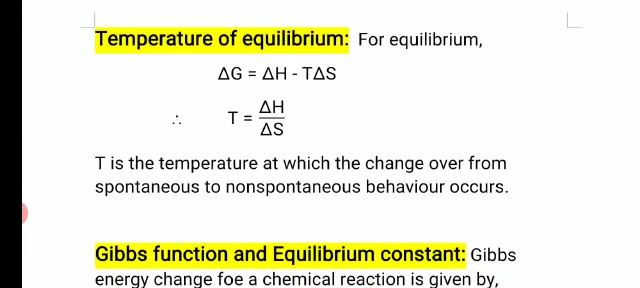 Temperature of equilibrium: For equilibrium,
ΔG = ΔH - TΔS
∴ T = ΔH
ΔS
T is the temperature at which the change over from
spontaneous to nonspontaneous behaviour occurs.
Gibbs function and Equilibrium constant: Gibbs
energy change foe a chemical reaction is given by,